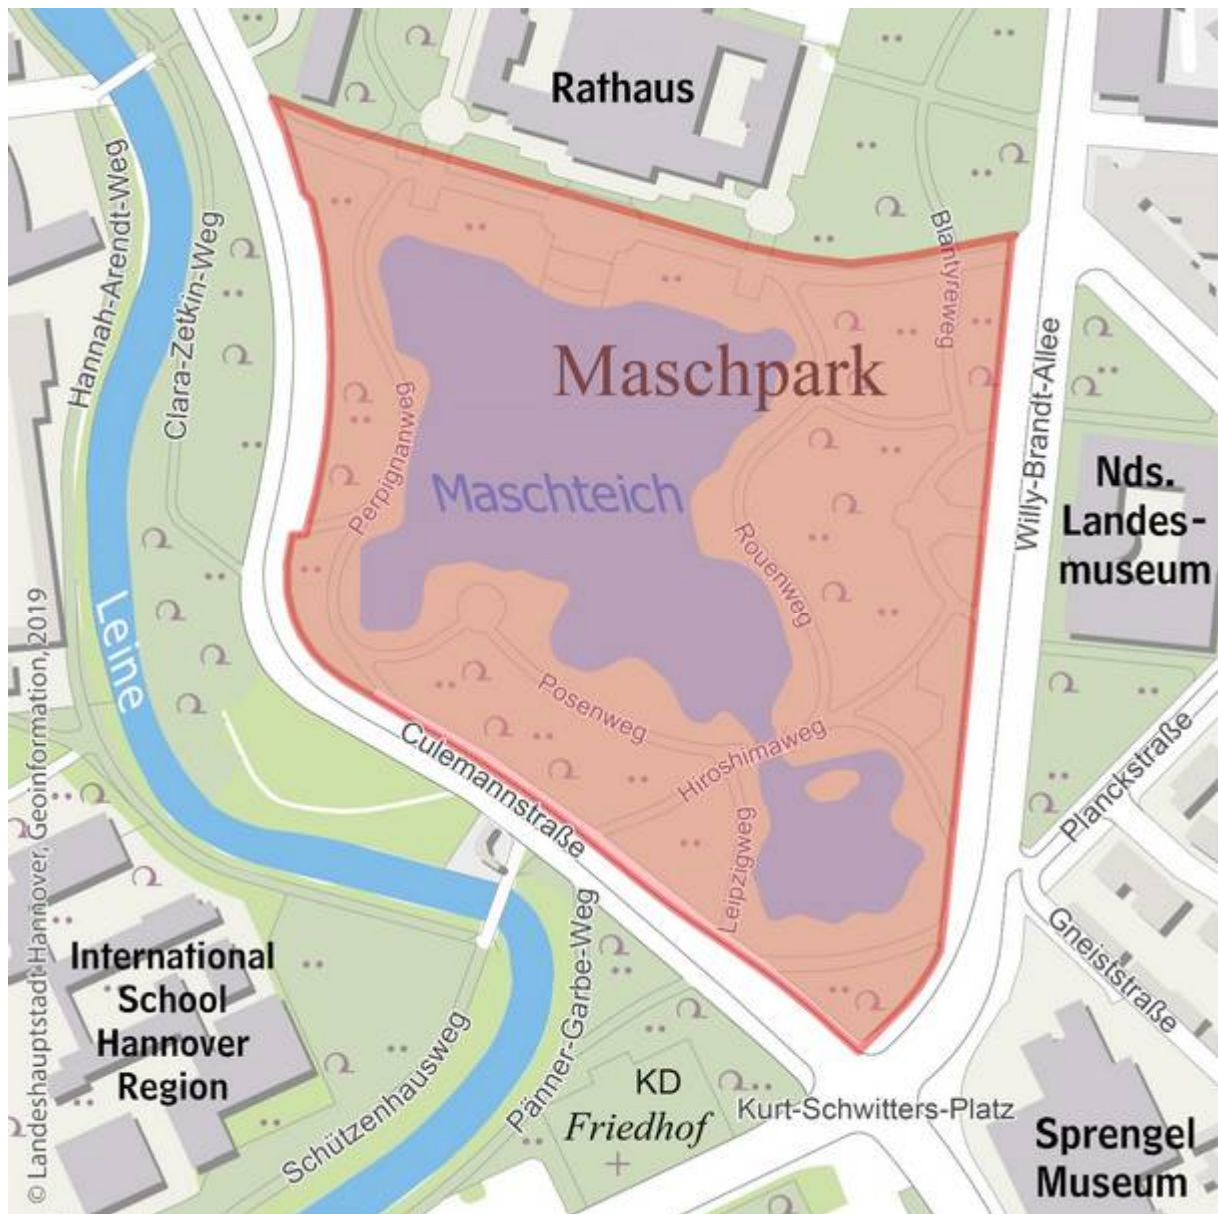 Rathaus
Hannah-Arendt-Weg
Clara-Zetkin-Weg
Blantyreweg
Maschpark
Willy-Brandt-Allee
Perpignanweg
Maschteich
Nds.
Landes-
museum
Rouenweg
Leine
Posenweg
Hiroshimaweg
Culemannstraße
Leipzigweg
Planckstraße
Gneiststraße
International
School
Hannover
Region
Schützenhausweg
Pänner-Garbe-Weg
KD
Friedhof
Kurt-Schwitters-Platz
Sprengel
Museum
© Landeshauptstadt Hannover, Geoinformation, 2019